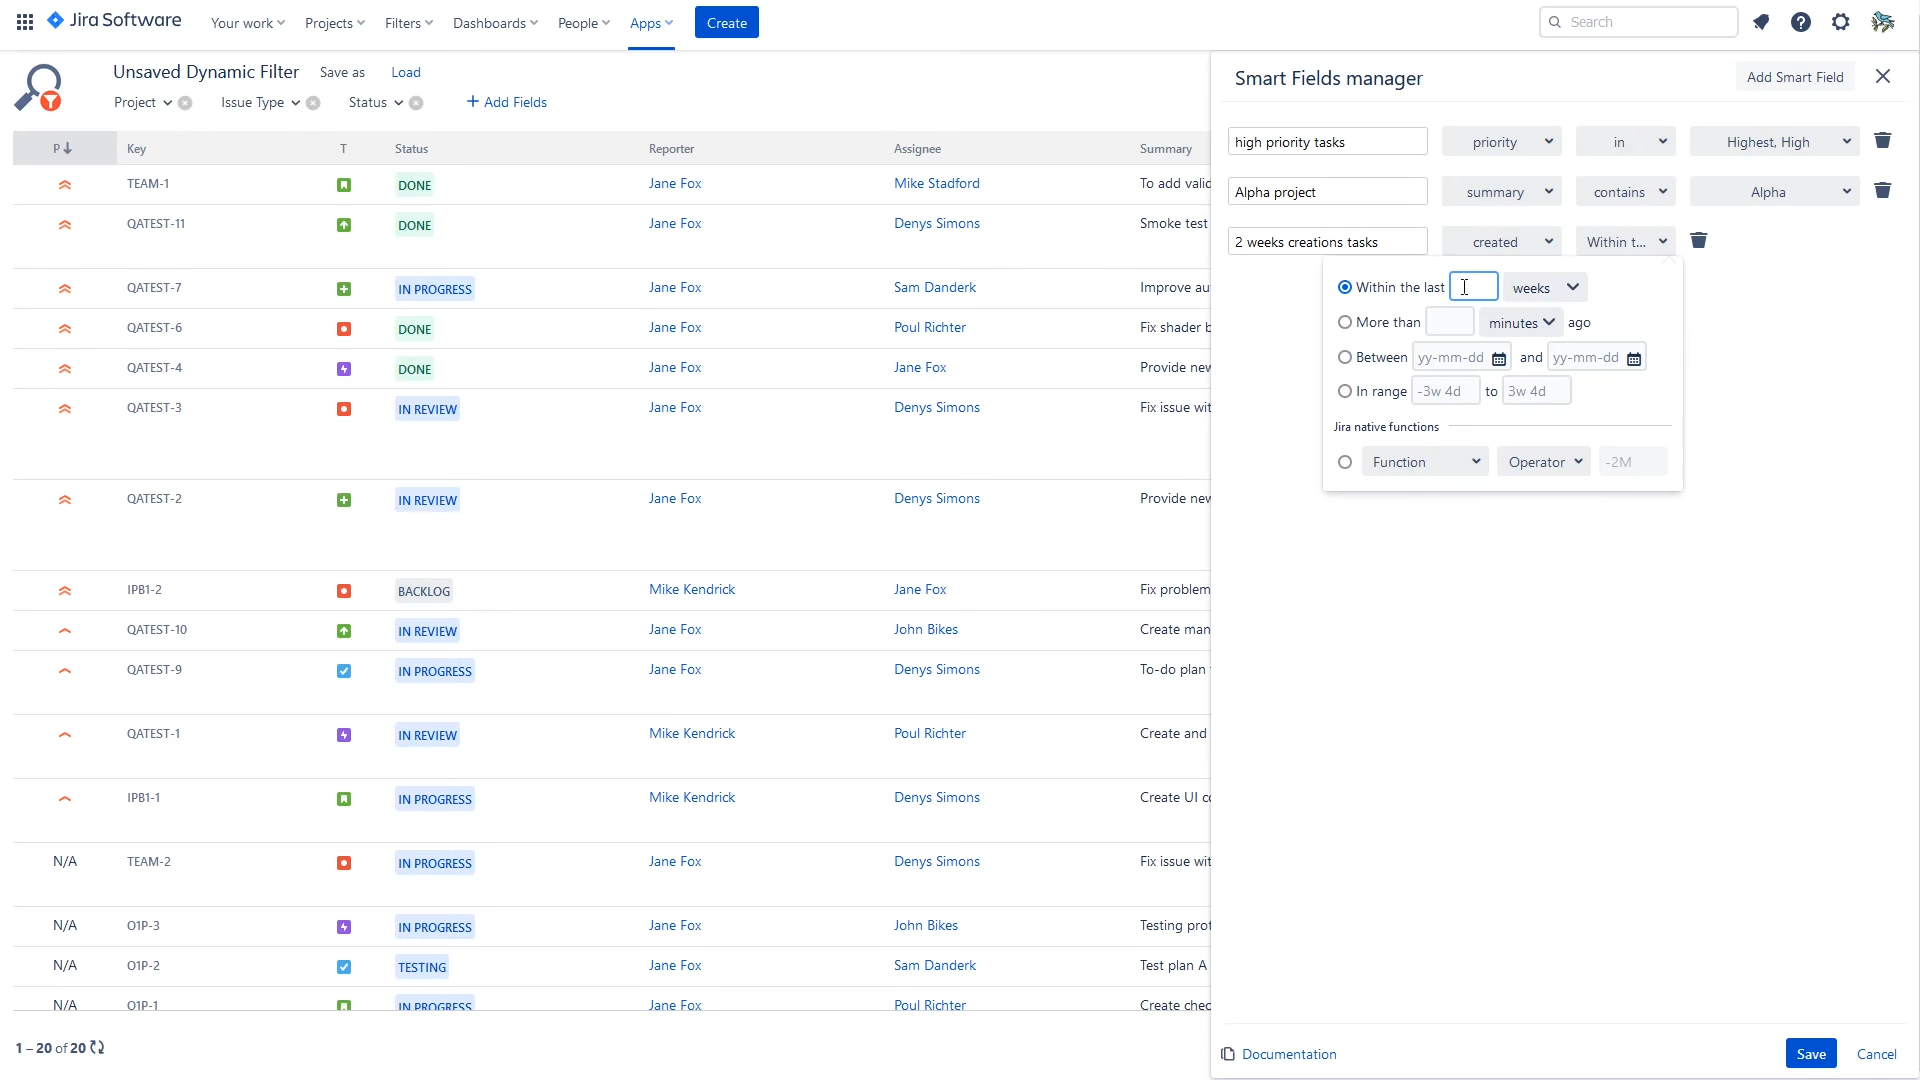 Jira Software Your work Projects Filters Dashboards People Apps Create Search
Unsaved Dynamic Filter Save as Load
Project Issue Type Status + Add Fields
P Key T Status Reporter Assignee Summary
TEAM-1 DONE Jane Fox Mike Stadford To add valid
QATEST-11 DONE Jane Fox Denys Simons Smoke test
QATEST-7 IN PROGRESS Jane Fox Sam Danderk Improve au
QATEST-6 DONE Jane Fox Poul Richter Fix shader b
QATEST-4 DONE Jane Fox Jane Fox Provide new
QATEST-3 IN REVIEW Jane Fox Denys Simons Fix issue wit
QATEST-2 IN REVIEW Jane Fox Denys Simons Provide new
IPB1-2 BACKLOG Mike Kendrick Jane Fox Fix problem
QATEST-10 IN REVIEW Jane Fox John Bikes Create man
QATEST-9 IN PROGRESS Jane Fox Denys Simons To-do plan
QATEST-1 IN REVIEW Mike Kendrick Poul Richter Create and
IPB1-1 IN PROGRESS Mike Kendrick Denys Simons Create UI co
N/A TEAM-2 IN PROGRESS Jane Fox Denys Simons Fix issue wit
N/A O1P-3 IN PROGRESS Jane Fox John Bikes Testing prot
N/A O1P-2 TESTING Jane Fox Sam Danderk Test plan A
N/A O1P-1 IN PROGRESS Jane Fox Poul Richter Create chec
1 – 20 of 20
Smart Fields manager Add Smart Field
high priority tasks priority in Highest, High
Alpha project summary contains Alpha
2 weeks creations tasks created Within t...
Within the last weeks
More than minutes ago
Between yy-mm-dd and yy-mm-dd
In range -3w 4d to 3w 4d
Jira native functions
Function Operator -2M
Documentation Save Cancel